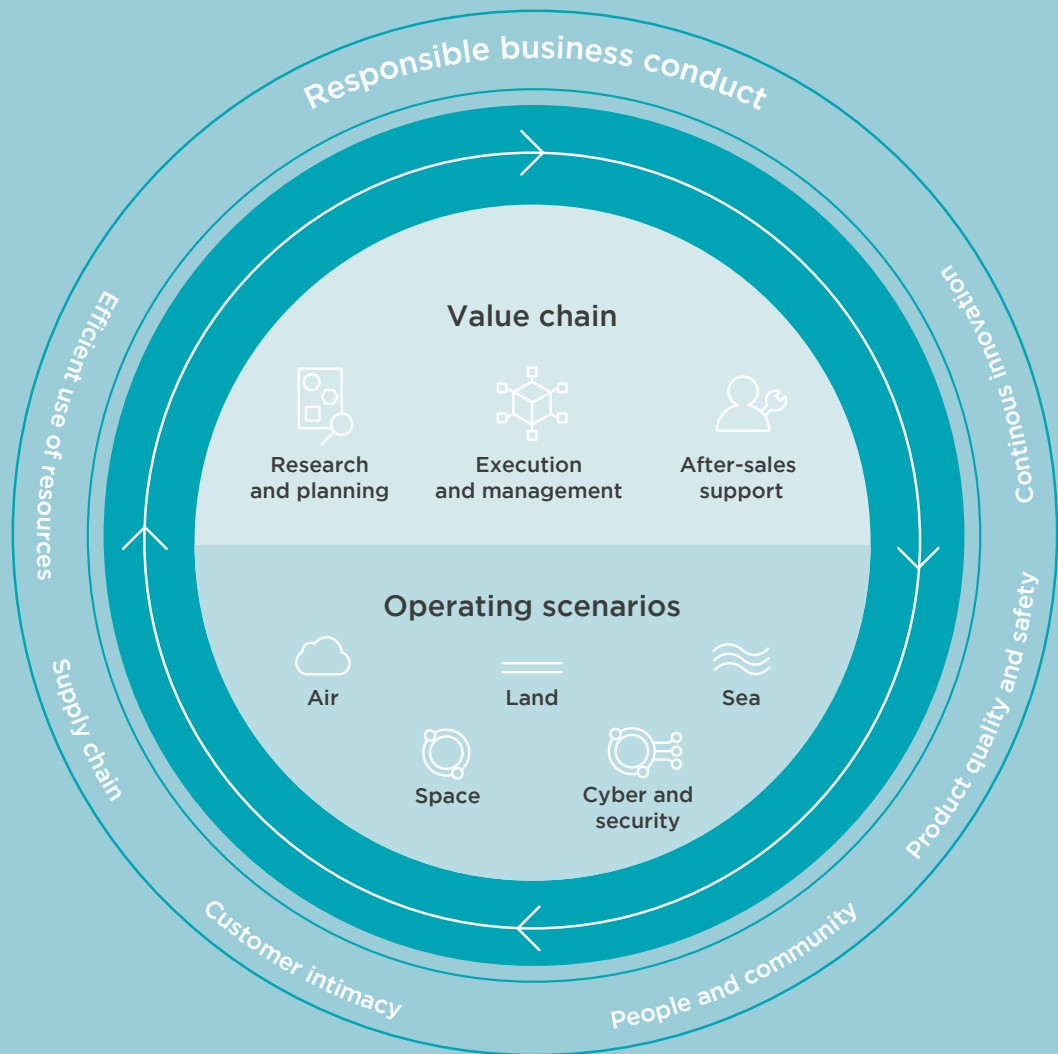 Responsible business conduct
Continous innovation
Product quality and safety
People and community
Customer intimacy
Supply chain
Efficient use of resources
Value chain
Research
and planning
Execution
and management
After-sales
support
Operating scenarios
Air
Land
Sea
Space
Cyber and
security